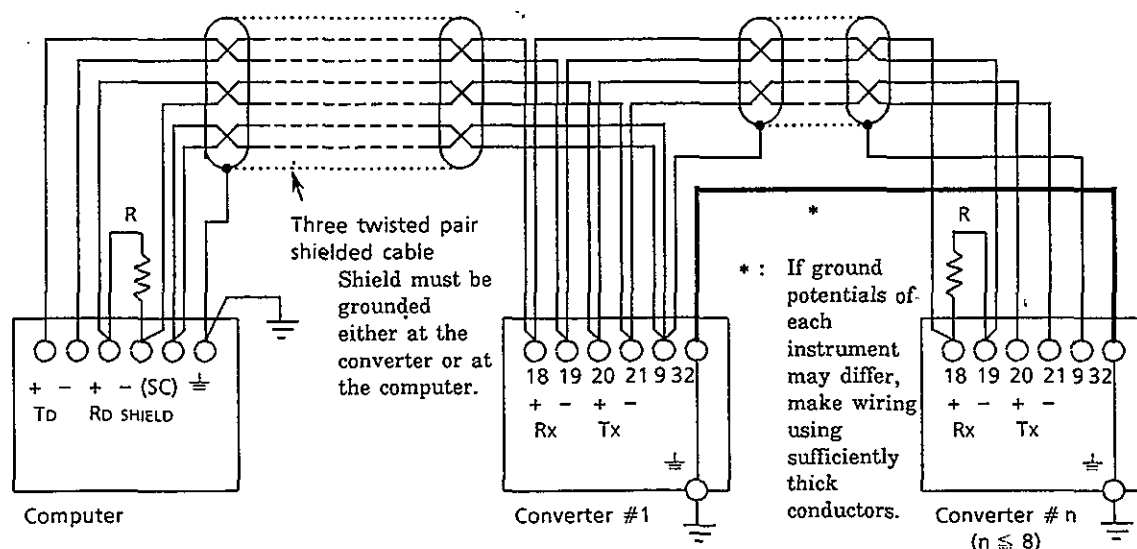 Three twisted pair
shielded cable
Shield must be
grounded
either at the
converter or at
the computer.
R
+ − + − (SC)
TD RD SHIELD
Computer
18 19 20 21 9 32
+ − + −
Rx Tx
Converter #1
*
* : If ground
potentials of
each
instrument
may differ,
make wiring
using
sufficiently
thick
conductors.
R
18 19 20 21 9 32
+ − + −
Rx Tx
Converter # n
(n ≦ 8)